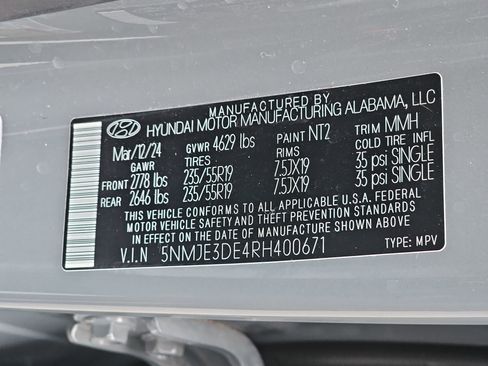 MANUFACTURED BY
HYUNDAI MOTOR MANUFACTURING ALABAMA, LLC
Mar/12/24 GVWR 4629 lbs PAINT NT2 TRIM MMH
GAWR TIRES RIMS COLD TIRE INFL
FRONT 2778 lbs 235/55R19 7.5JX19 35 psi SINGLE
REAR 2646 lbs 235/55R19 7.5JX19 35 psi SINGLE
THIS VEHICLE CONFORMS TO ALL APPLICABLE U.S.A. FEDERAL
MOTOR VEHICLE SAFETY AND THEFT PREVENTION STANDARDS
IN EFFECT ON THE DATE OF MANUFACTURE SHOWN ABOVE
V.I.N 5NMJE3DE4RH400671 TYPE: MPV